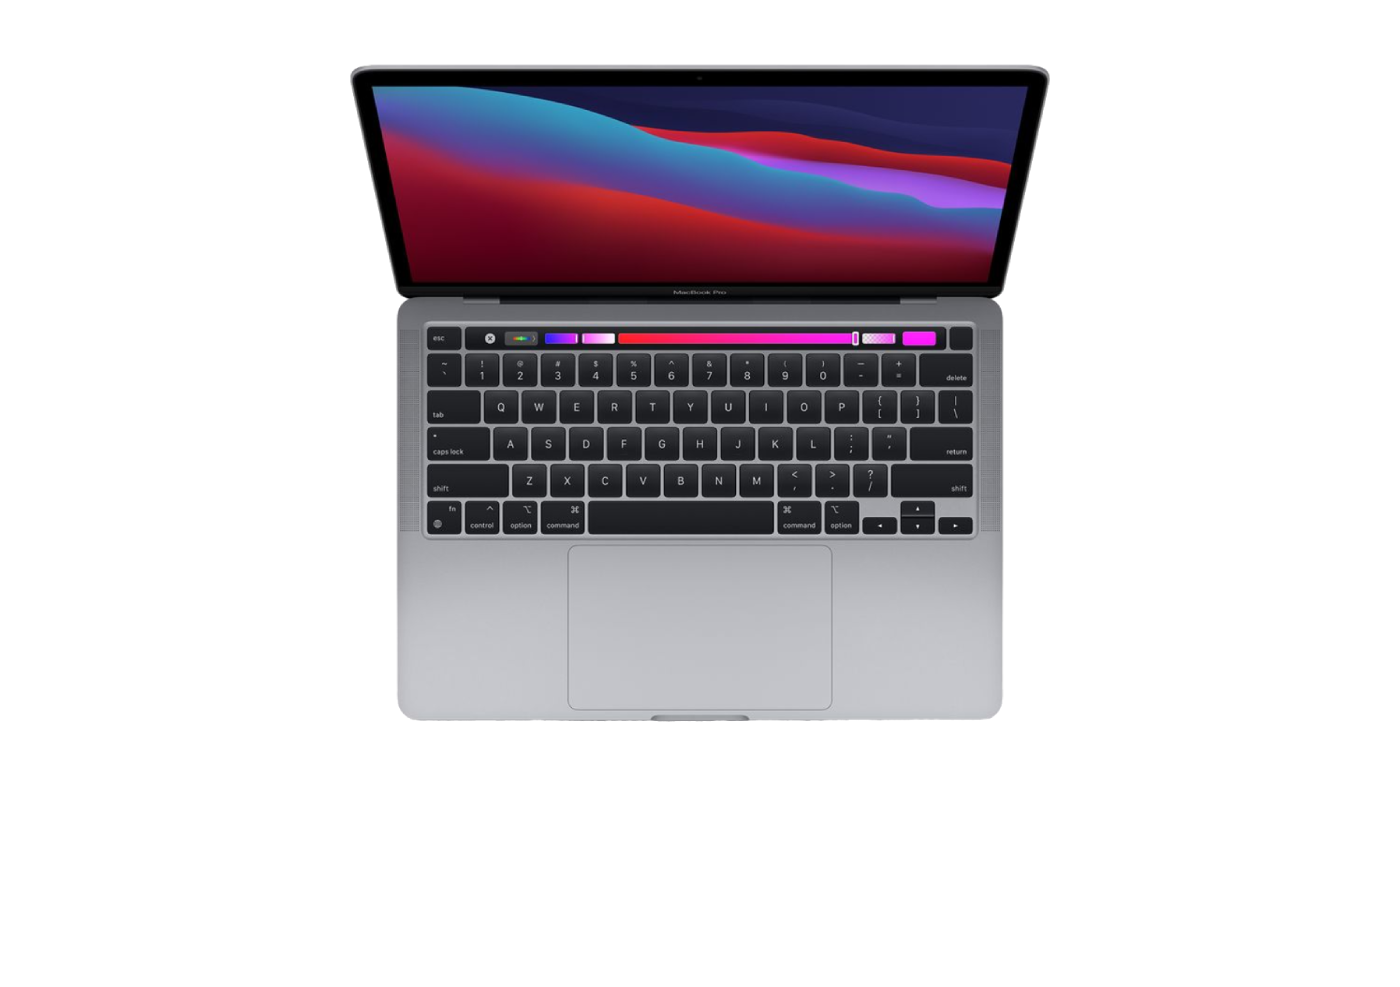 MacBook Pro
esc
~ ! @ # $ % ^ & * ( ) — +
` 1 2 3 4 5 6 7 8 9 0 - = delete
tab Q W E R T Y U I O P { [ } ] | \
caps lock A S D F G H J K L : ; " ' return
shift Z X C V B N M < , > . ? / shift
fn ^ ⌥ ⌘ ⌘ ⌥
control option command command option